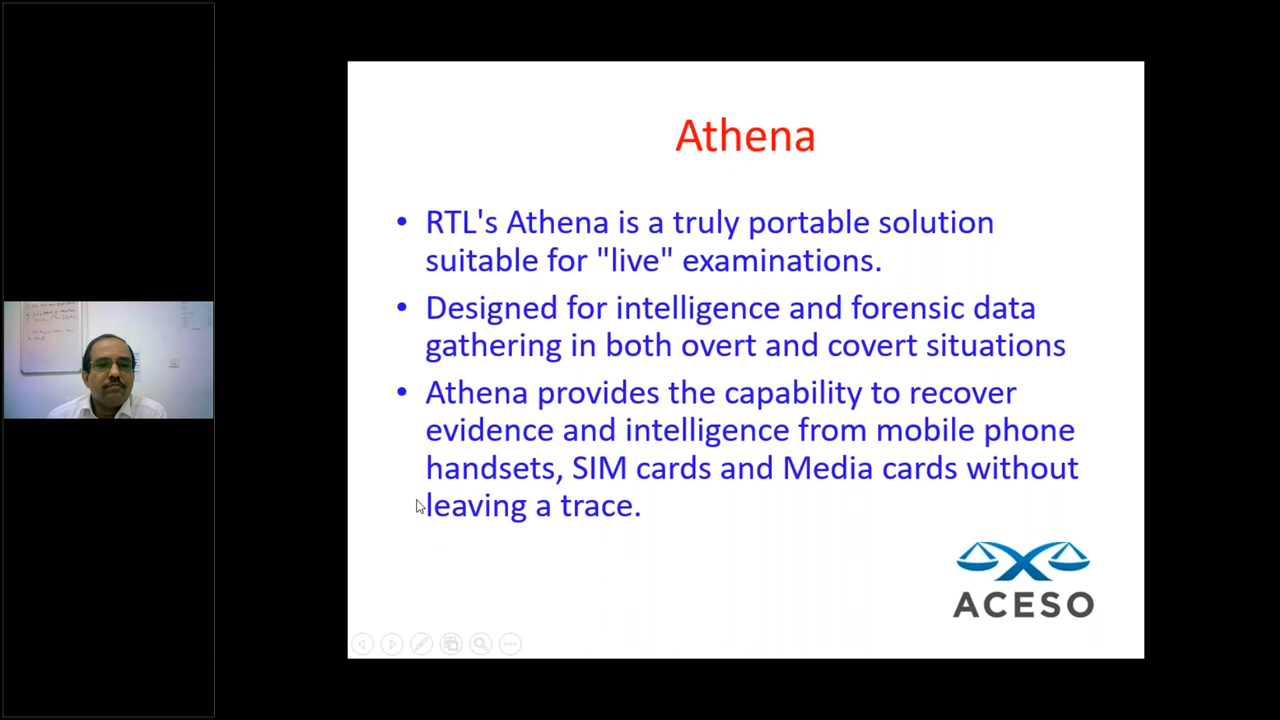 Athena
• RTL's Athena is a truly portable solution
suitable for "live" examinations.
• Designed for intelligence and forensic data
gathering in both overt and covert situations
• Athena provides the capability to recover
evidence and intelligence from mobile phone
handsets, SIM cards and Media cards without
leaving a trace.
ACESO